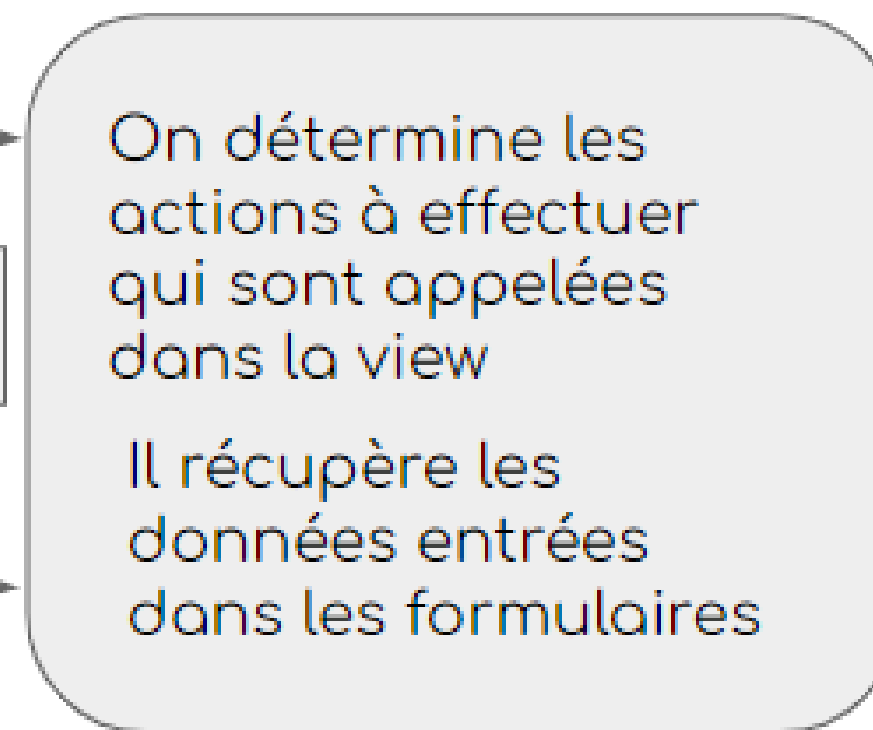 On détermine les
actions à effectuer
qui sont appelées
dans la view
Il récupère les
données entrées
dans les formulaires